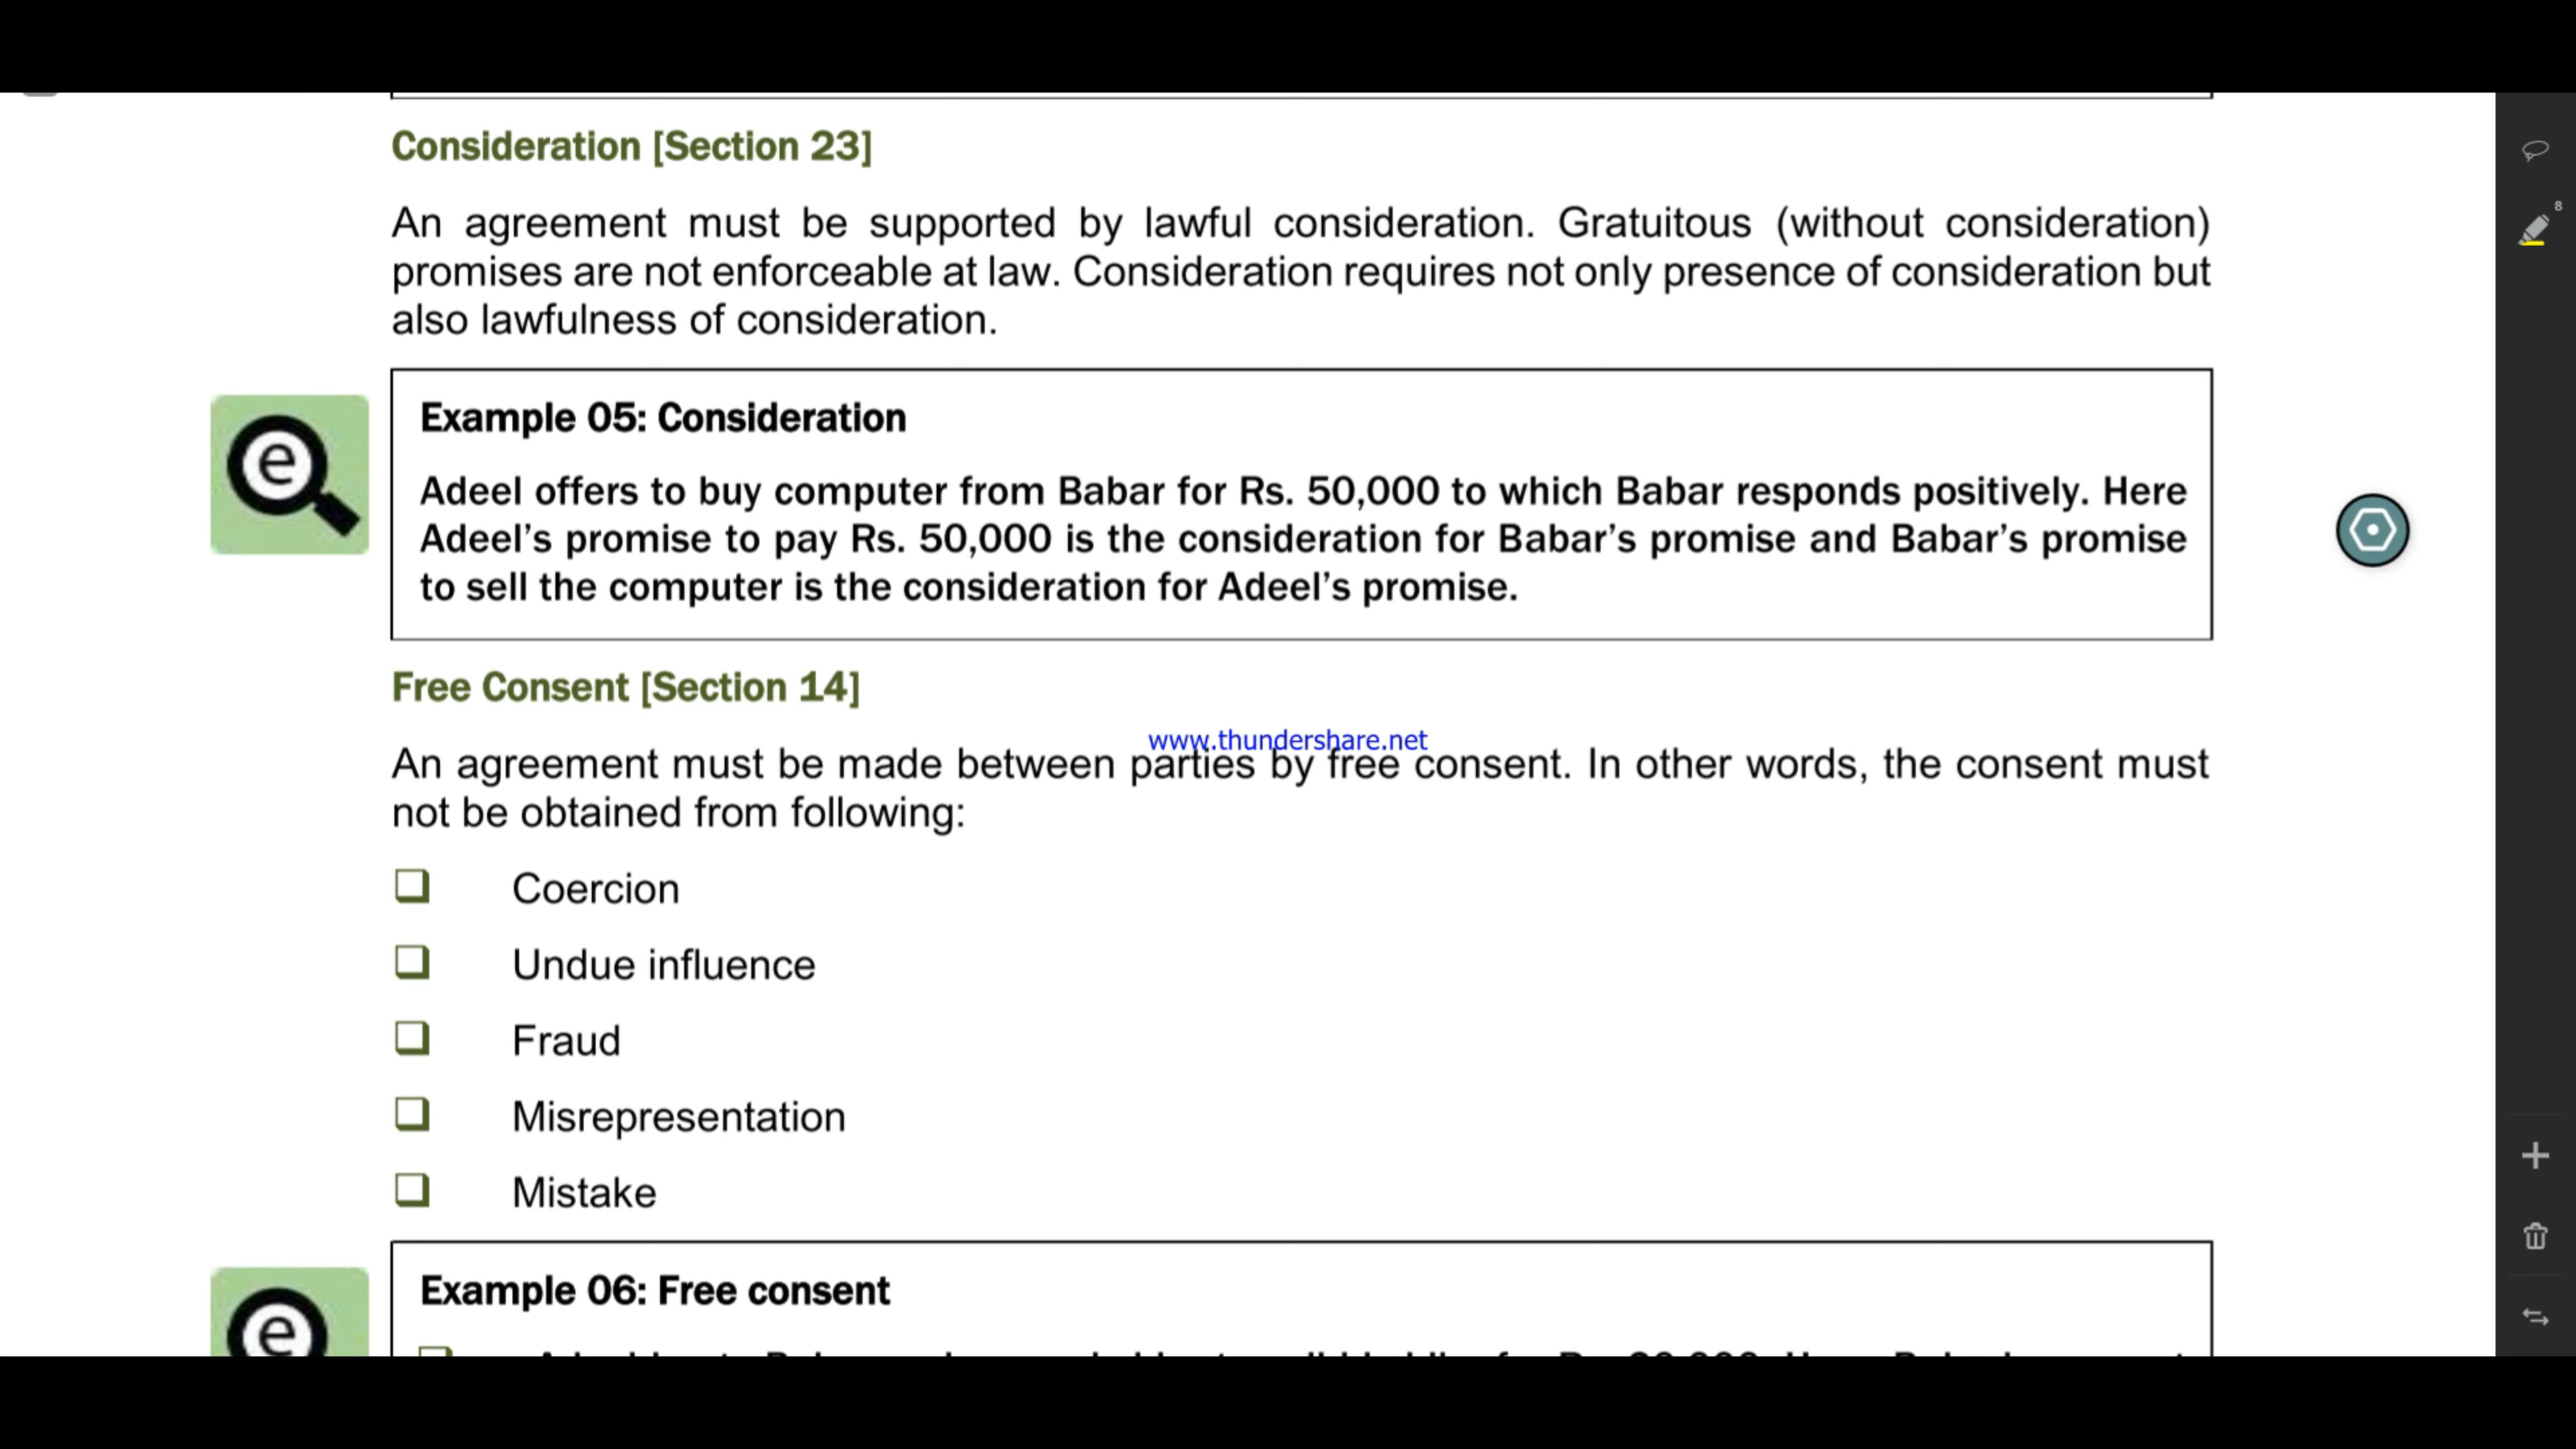 Consideration [Section 23]
An agreement must be supported by lawful consideration. Gratuitous (without consideration)
promises are not enforceable at law. Consideration requires not only presence of consideration but
also lawfulness of consideration.
e
Example 05: Consideration
Adeel offers to buy computer from Babar for Rs. 50,000 to which Babar responds positively. Here
Adeel’s promise to pay Rs. 50,000 is the consideration for Babar’s promise and Babar’s promise
to sell the computer is the consideration for Adeel’s promise.
Free Consent [Section 14]
www.thundershare.net
An agreement must be made between parties by free consent. In other words, the consent must
not be obtained from following:
Coercion
Undue influence
Fraud
Misrepresentation
Mistake
e
Example 06: Free consent
8